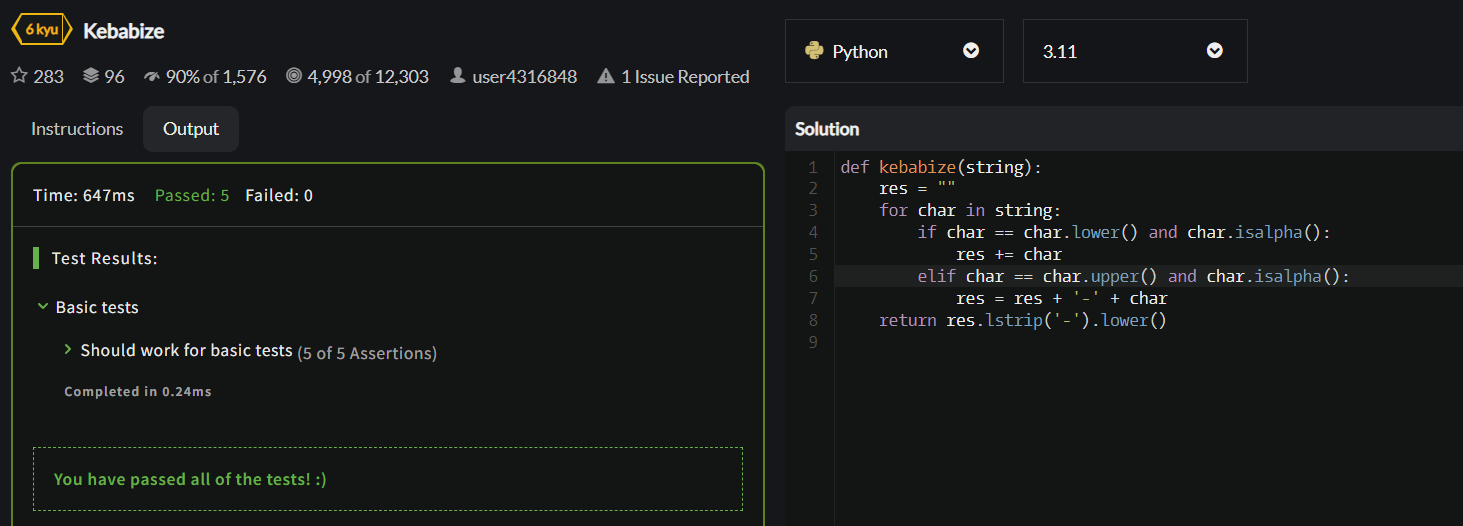 6 kyu Kebabize
283 96 90% of 1,576 4,998 of 12,303 user4316848 1 Issue Reported
Instructions Output
Time: 647ms Passed: 5 Failed: 0
Test Results:
Basic tests
Should work for basic tests (5 of 5 Assertions)
Completed in 0.24ms
You have passed all of the tests! :)
Python 3.11
Solution
1 def kebabize(string):
2     res = ""
3     for char in string:
4         if char == char.lower() and char.isalpha():
5             res += char
6         elif char == char.upper() and char.isalpha():
7             res = res + '-' + char
8     return res.lstrip('-').lower()
9